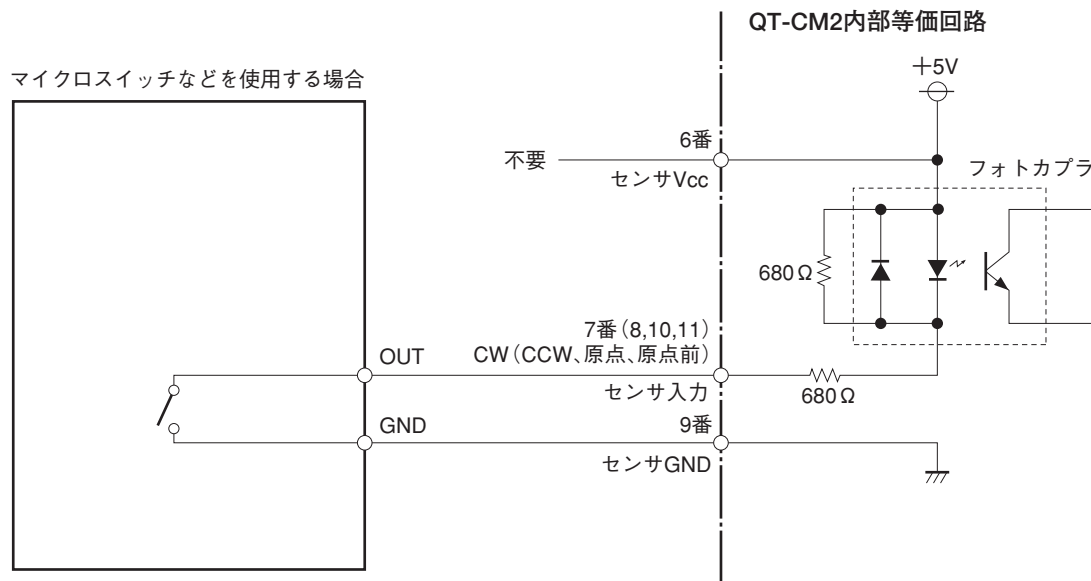 QT-CM2内部等価回路
マイクロスイッチなどを使用する場合
+5V
6番
不要
センサVcc
フォトカプラ
680Ω
7番(8,10,11)
OUT
CW(CCW、原点、原点前)
センサ入力
680Ω
GND
9番
センサGND